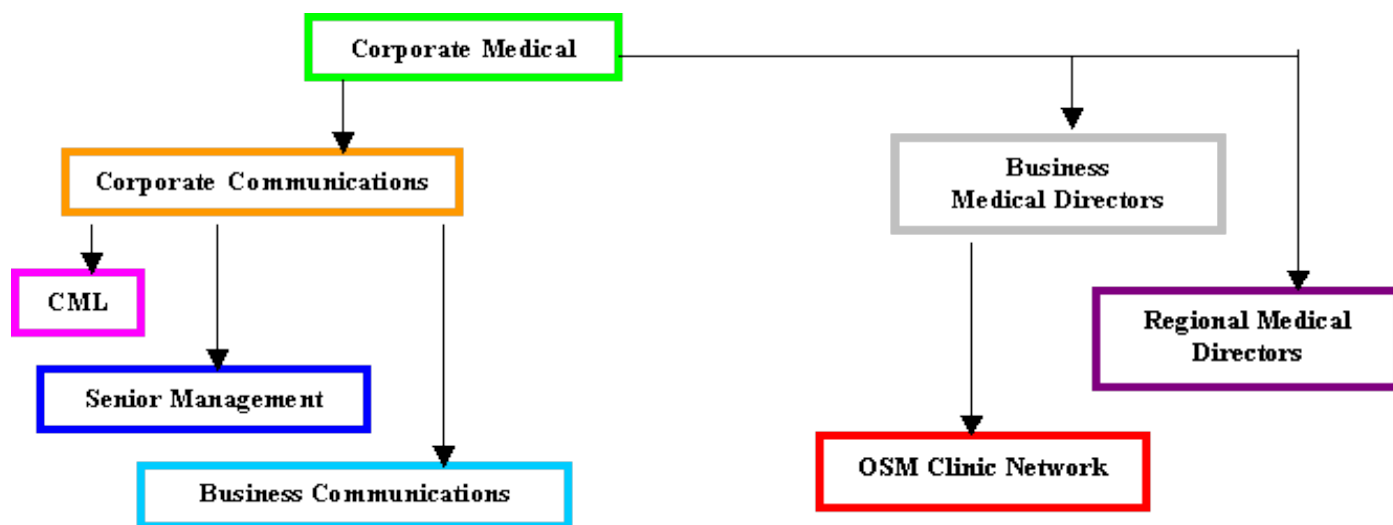 Corporate Medical
Corporate Communications
Business
Medical Directors
CML
Regional Medical
Directors
Senior Management
OSM Clinic Network
Business Communications